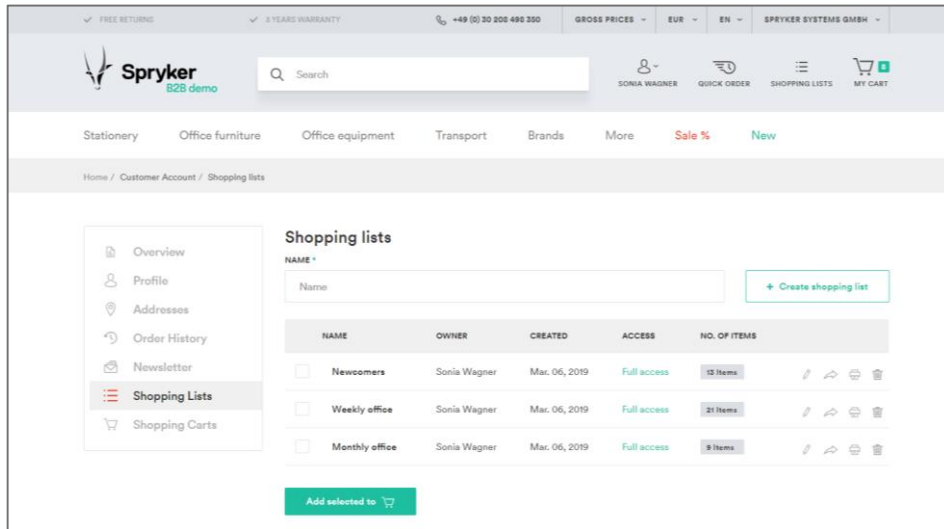 FREE RETURNS 3 YEARS WARRANTY +49 (0) 30 208 498 350 GROSS PRICES EUR EN SPRYKER SYSTEMS GMBH
Spryker
B2B demo
Search
SONIA WAGNER QUICK ORDER SHOPPING LISTS MY CART
Stationery Office furniture Office equipment Transport Brands More Sale % New
Home / Customer Account / Shopping lists
Overview
Profile
Addresses
Order History
Newsletter
Shopping Lists
Shopping Carts
Shopping lists
NAME *
Name + Create shopping list
NAME OWNER CREATED ACCESS NO. OF ITEMS
Newcomers Sonia Wagner Mar. 06, 2019 Full access 13 Items
Weekly office Sonia Wagner Mar. 06, 2019 Full access 21 Items
Monthly office Sonia Wagner Mar. 06, 2019 Full access 9 Items
Add selected to